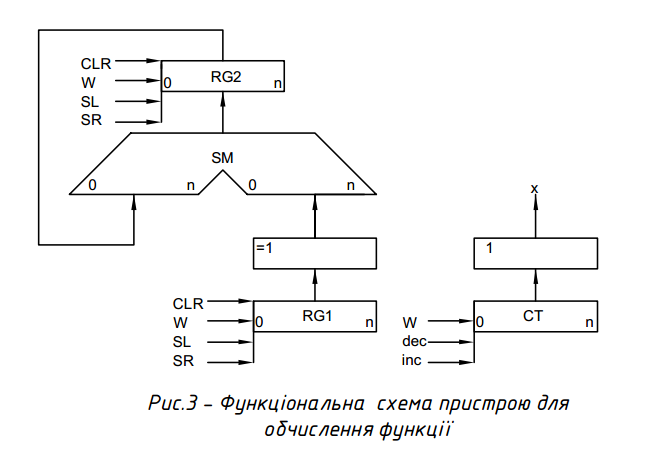 CLR
W
SL
SR
0 RG2 n
SM
0 n 0 n
x
=1
1
CLR
W
SL
SR
0 RG1 n
W
dec
inc
0 CT n
Рис.3 – Функціональна схема пристрою для
обчислення функції